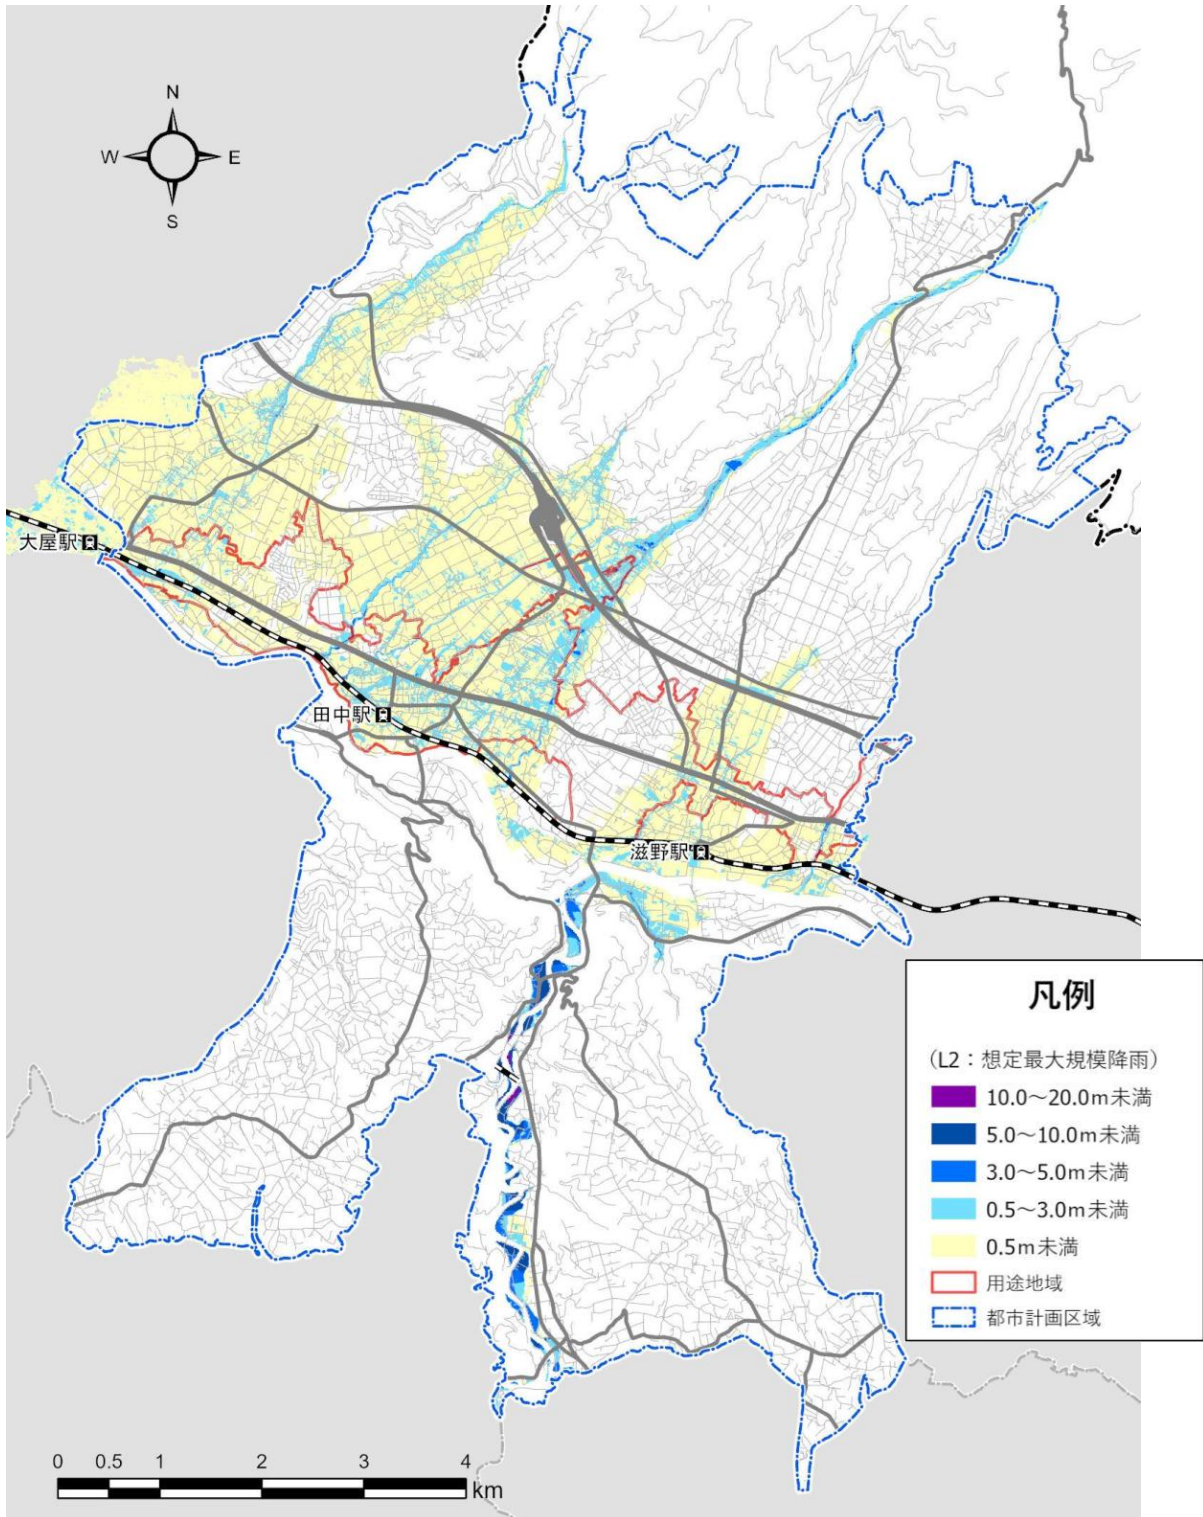 N
W E
S
大屋駅
田中駅
滋野駅
凡例
（L2：想定最大規模降雨）
10.0～20.0m未満
5.0～10.0m未満
3.0～5.0m未満
0.5～3.0m未満
0.5m未満
用途地域
都市計画区域
0 0.5 1 2 3 4
km